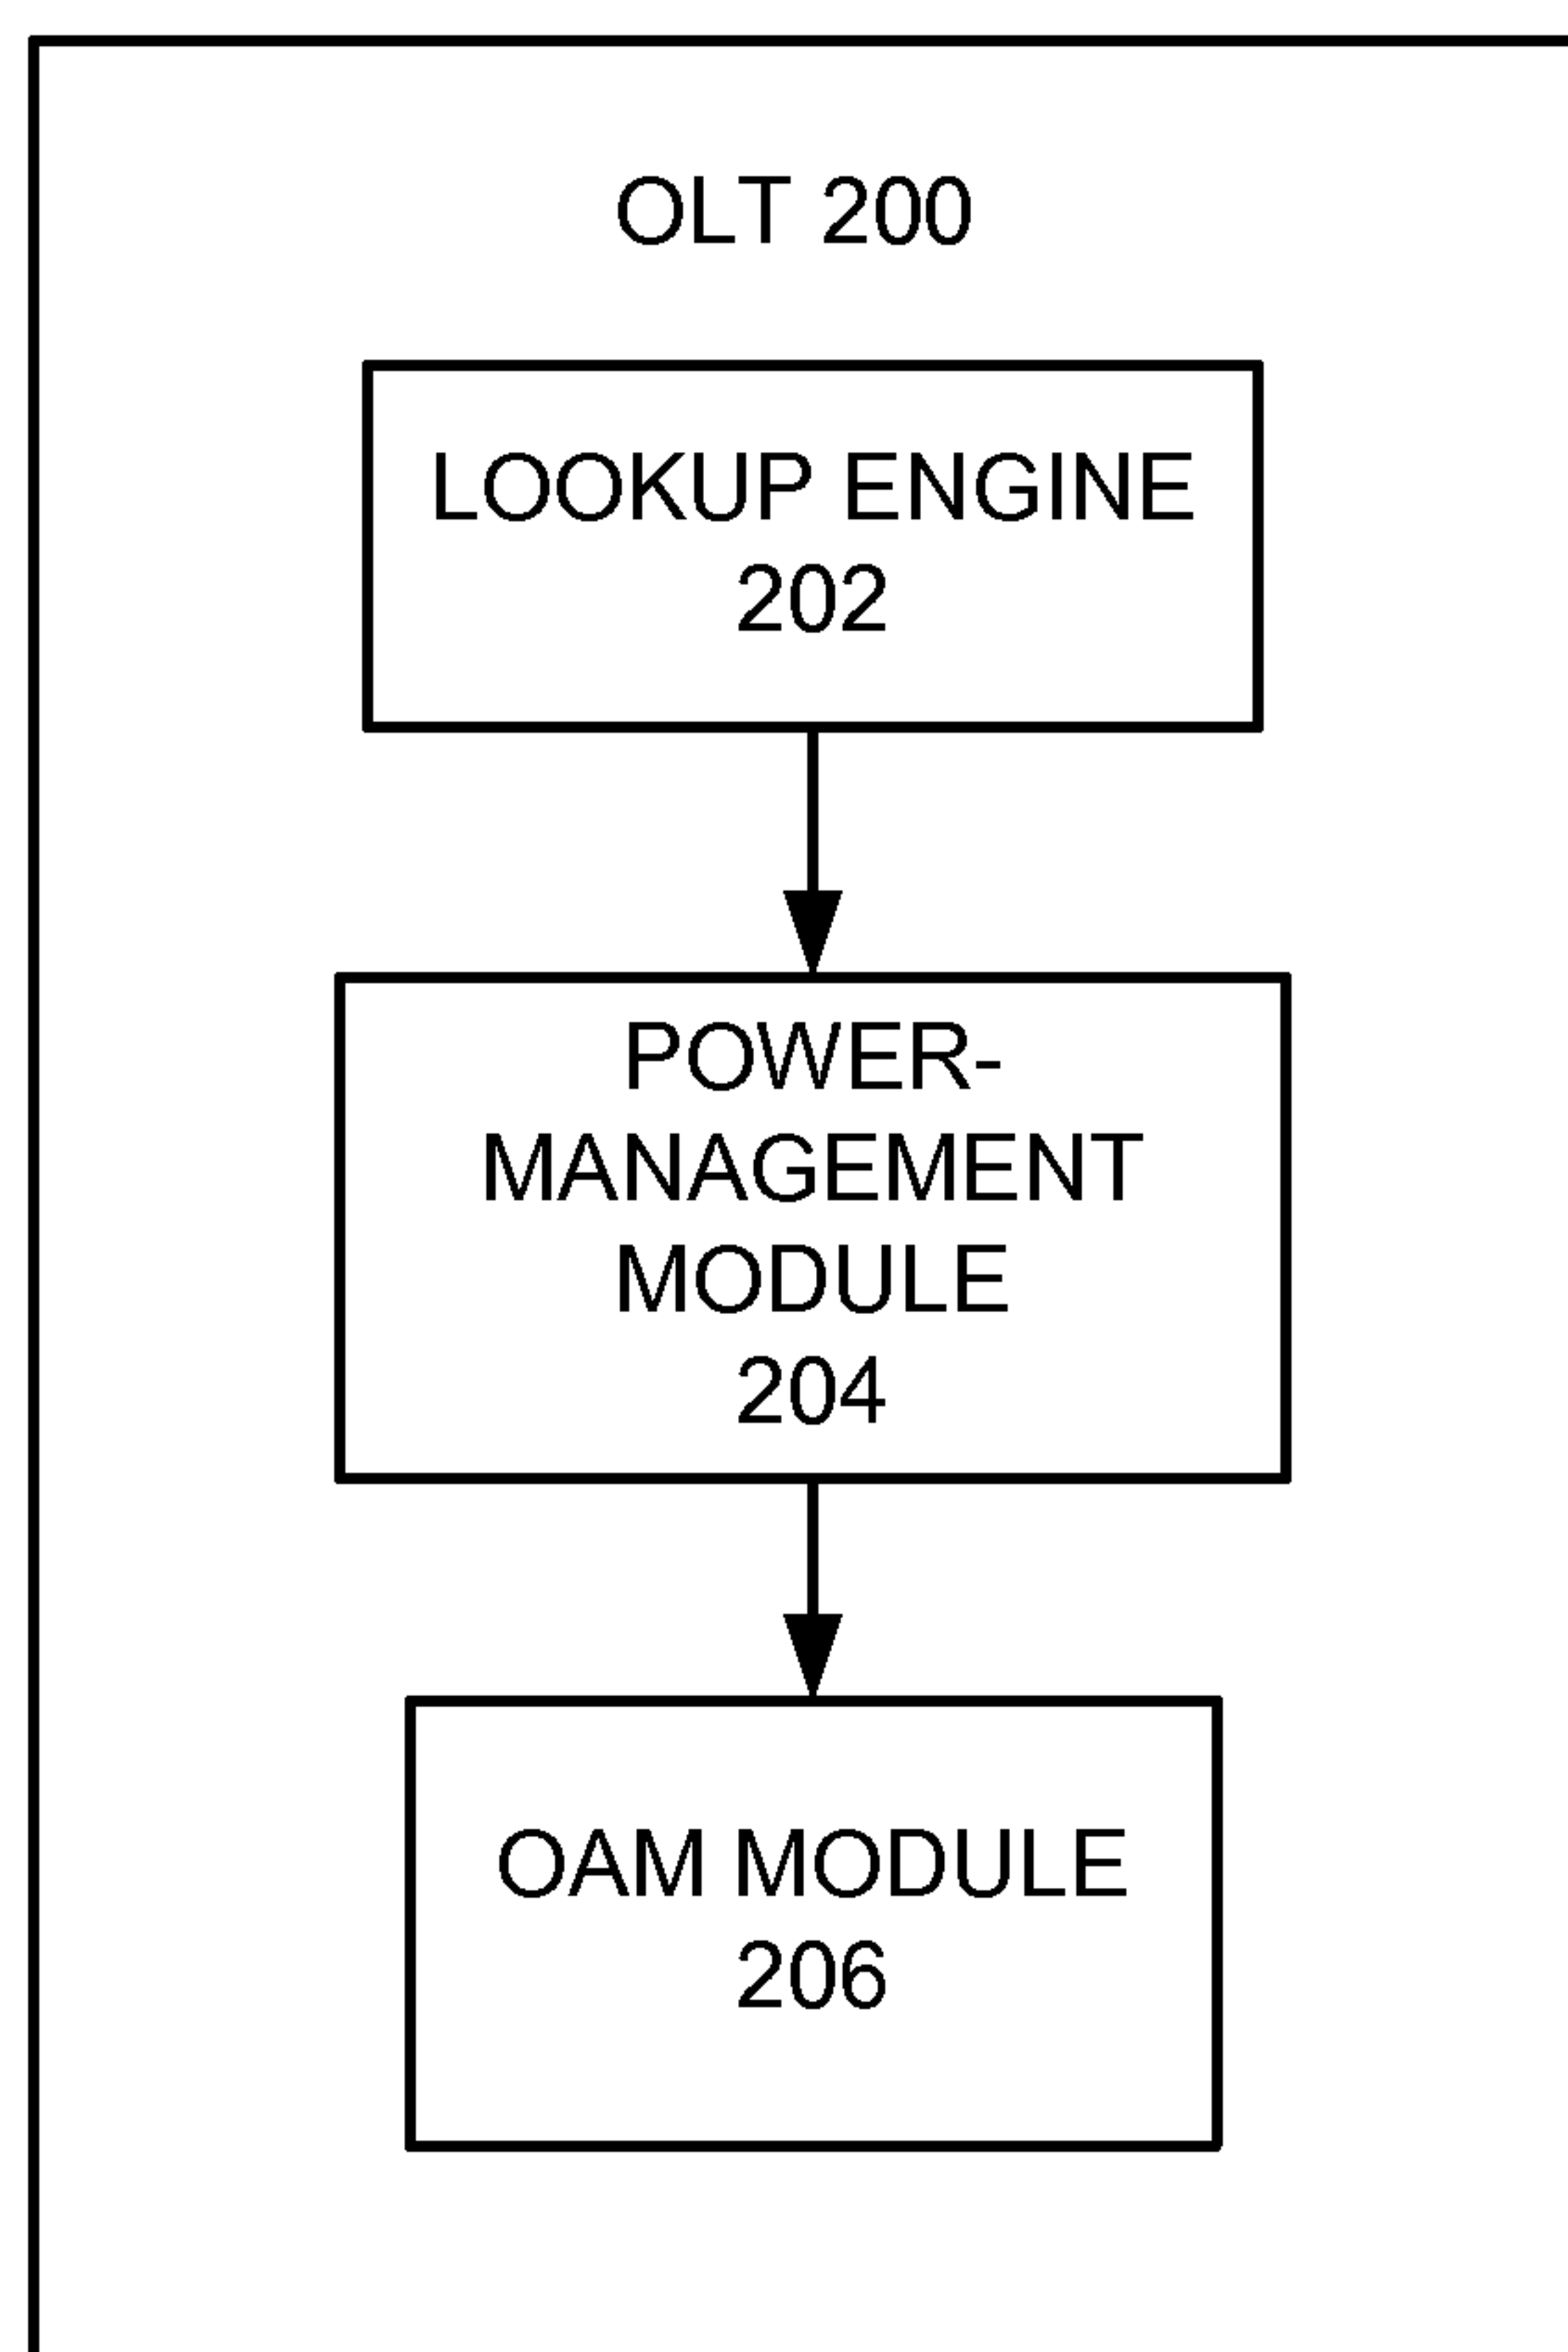 OLT 200
LOOKUP ENGINE
202
POWER-
MANAGEMENT
MODULE
204
OAM MODULE
206